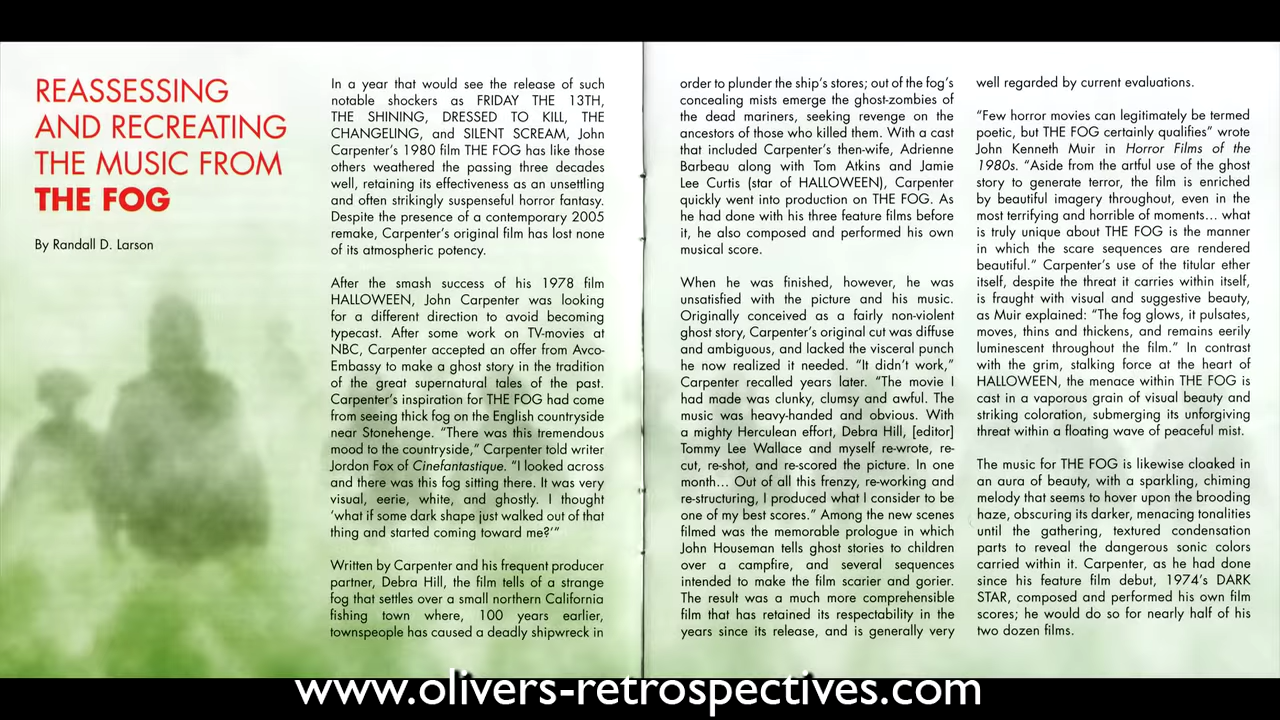 REASSESSING
AND RECREATING
THE MUSIC FROM
THE FOG
By Randall D. Larson
In a year that would see the release of such
notable shockers as FRIDAY THE 13TH,
THE SHINING, DRESSED TO KILL, THE
CHANGELING, and SILENT SCREAM, John
Carpenter's 1980 film THE FOG has like those
others weathered the passing three decades
well, retaining its effectiveness as an unsettling
and often strikingly suspenseful horror fantasy.
Despite the presence of a contemporary 2005
remake, Carpenter's original film has lost none
of its atmospheric potency.
After the smash success of his 1978 film
HALLOWEEN, John Carpenter was looking
for a different direction to avoid becoming
typecast. After some work on TV-movies at
NBC, Carpenter accepted an offer from Avco-
Embassy to make a ghost story in the tradition
of the great supernatural tales of the past.
Carpenter's inspiration for THE FOG had come
from seeing thick fog on the English countryside
near Stonehenge. "There was this tremendous
mood to the countryside," Carpenter told writer
Jordon Fox of Cinefantastique. "I looked across
and there was this fog sitting there. It was very
visual, eerie, white, and ghostly. I thought
'what if some dark shape just walked out of that
thing and started coming toward me?'"
Written by Carpenter and his frequent producer
partner, Debra Hill, the film tells of a strange
fog that settles over a small northern California
fishing town where, 100 years earlier,
townspeople has caused a deadly shipwreck in
order to plunder the ship's stores; out of the fog's
concealing mists emerge the ghost-zombies of
the dead mariners, seeking revenge on the
ancestors of those who killed them. With a cast
that included Carpenter's then-wife, Adrienne
Barbeau along with Tom Atkins and Jamie
Lee Curtis (star of HALLOWEEN), Carpenter
quickly went into production on THE FOG. As
he had done with his three feature films before
it, he also composed and performed his own
musical score.
When he was finished, however, he was
unsatisfied with the picture and his music.
Originally conceived as a fairly non-violent
ghost story, Carpenter's original cut was diffuse
and ambiguous, and lacked the visceral punch
he now realized it needed. "It didn't work,"
Carpenter recalled years later. "The movie I
had made was clunky, clumsy and awful. The
music was heavy-handed and obvious. With
a mighty Herculean effort, Debra Hill, [editor]
Tommy Lee Wallace and myself re-wrote, re-
cut, re-shot, and re-scored the picture. In one
month... Out of all this frenzy, re-working and
re-structuring, I produced what I consider to be
one of my best scores." Among the new scenes
filmed was the memorable prologue in which
John Houseman tells ghost stories to children
over a campfire, and several sequences
intended to make the film scarier and gorier.
The result was a much more comprehensible
film that has retained its respectability in the
years since its release, and is generally very
well regarded by current evaluations.
"Few horror movies can legitimately be termed
poetic, but THE FOG certainly qualifies" wrote
John Kenneth Muir in Horror Films of the
1980s. "Aside from the artful use of the ghost
story to generate terror, the film is enriched
by beautiful imagery throughout, even in the
most terrifying and horrible of moments... what
is truly unique about THE FOG is the manner
in which the scare sequences are rendered
beautiful." Carpenter's use of the titular ether
itself, despite the threat it carries within itself,
is fraught with visual and suggestive beauty,
as Muir explained: "The fog glows, it pulsates,
moves, thins and thickens, and remains eerily
luminescent throughout the film." In contrast
with the grim, stalking force at the heart of
HALLOWEEN, the menace within THE FOG is
cast in a vaporous grain of visual beauty and
striking coloration, submerging its unforgiving
threat within a floating wave of peaceful mist.
The music for THE FOG is likewise cloaked in
an aura of beauty, with a sparkling, chiming
melody that seems to hover upon the brooding
haze, obscuring its darker, menacing tonalities
until the gathering, textured condensation
parts to reveal the dangerous sonic colors
carried within it. Carpenter, as he had done
since his feature film debut, 1974's DARK
STAR, composed and performed his own film
scores; he would do so for nearly half of his
two dozen films.
www.olivers-retrospectives.com